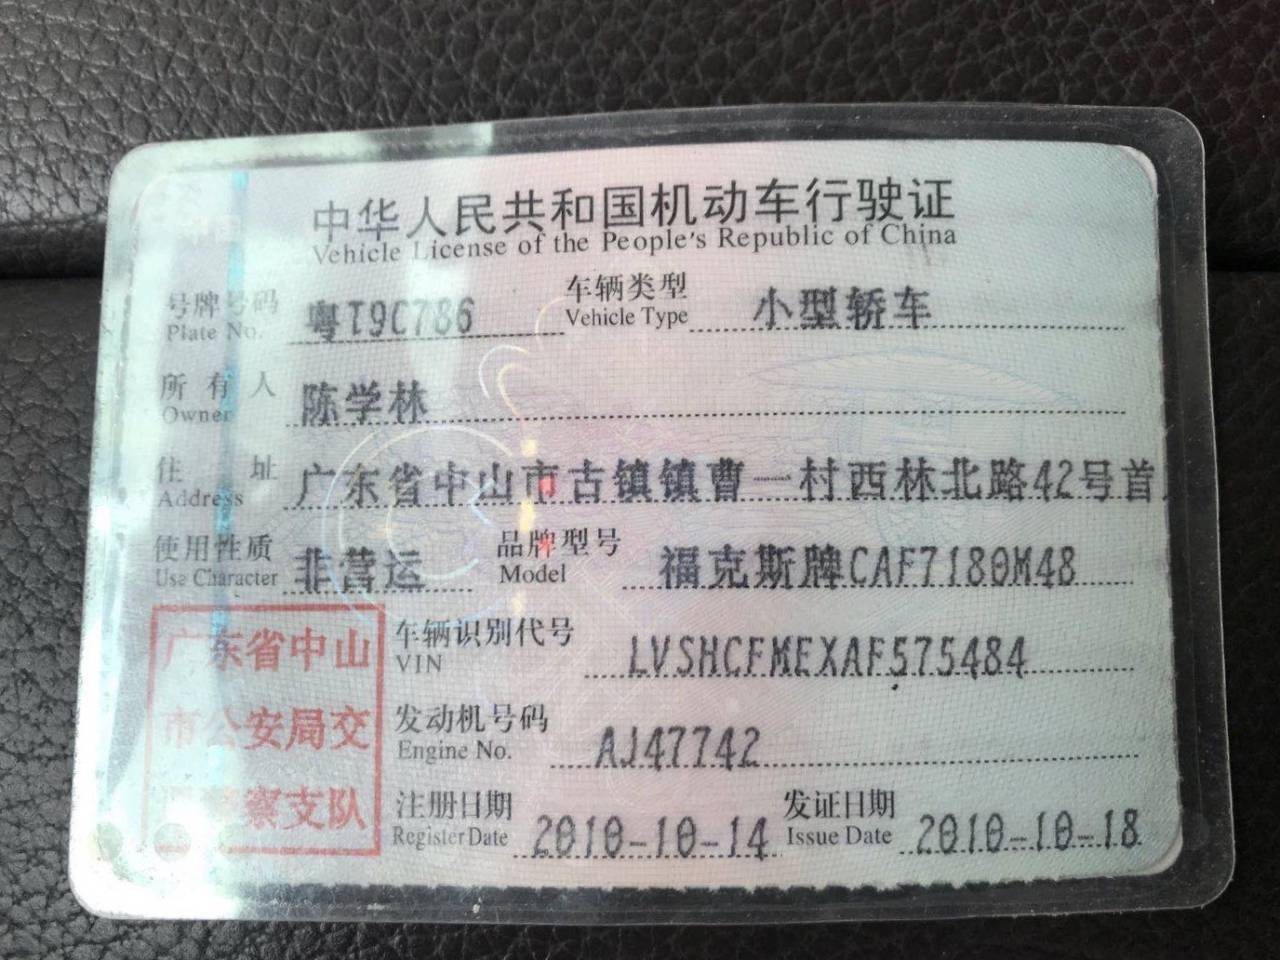 中华人民共和国机动车行驶证
Vehicle License of the People's Republic of China
号牌号码 粤T9C786 车辆类型 小型轿车
Plate No. Vehicle Type
所有人 陈学林
Owner
住址 广东省中山市古镇镇曹一村西林北路42号首
Address
使用性质 非营运 品牌型号 福克斯牌CAF7180M48
Use Character Model
车辆识别代号 LVSHCFMEXAF575484
VIN
发动机号码 AJ47742
Engine No.
注册日期 2010-10-14 发证日期 2010-10-18
Register Date Issue Date
广东省中山
市公安局交
警察支队